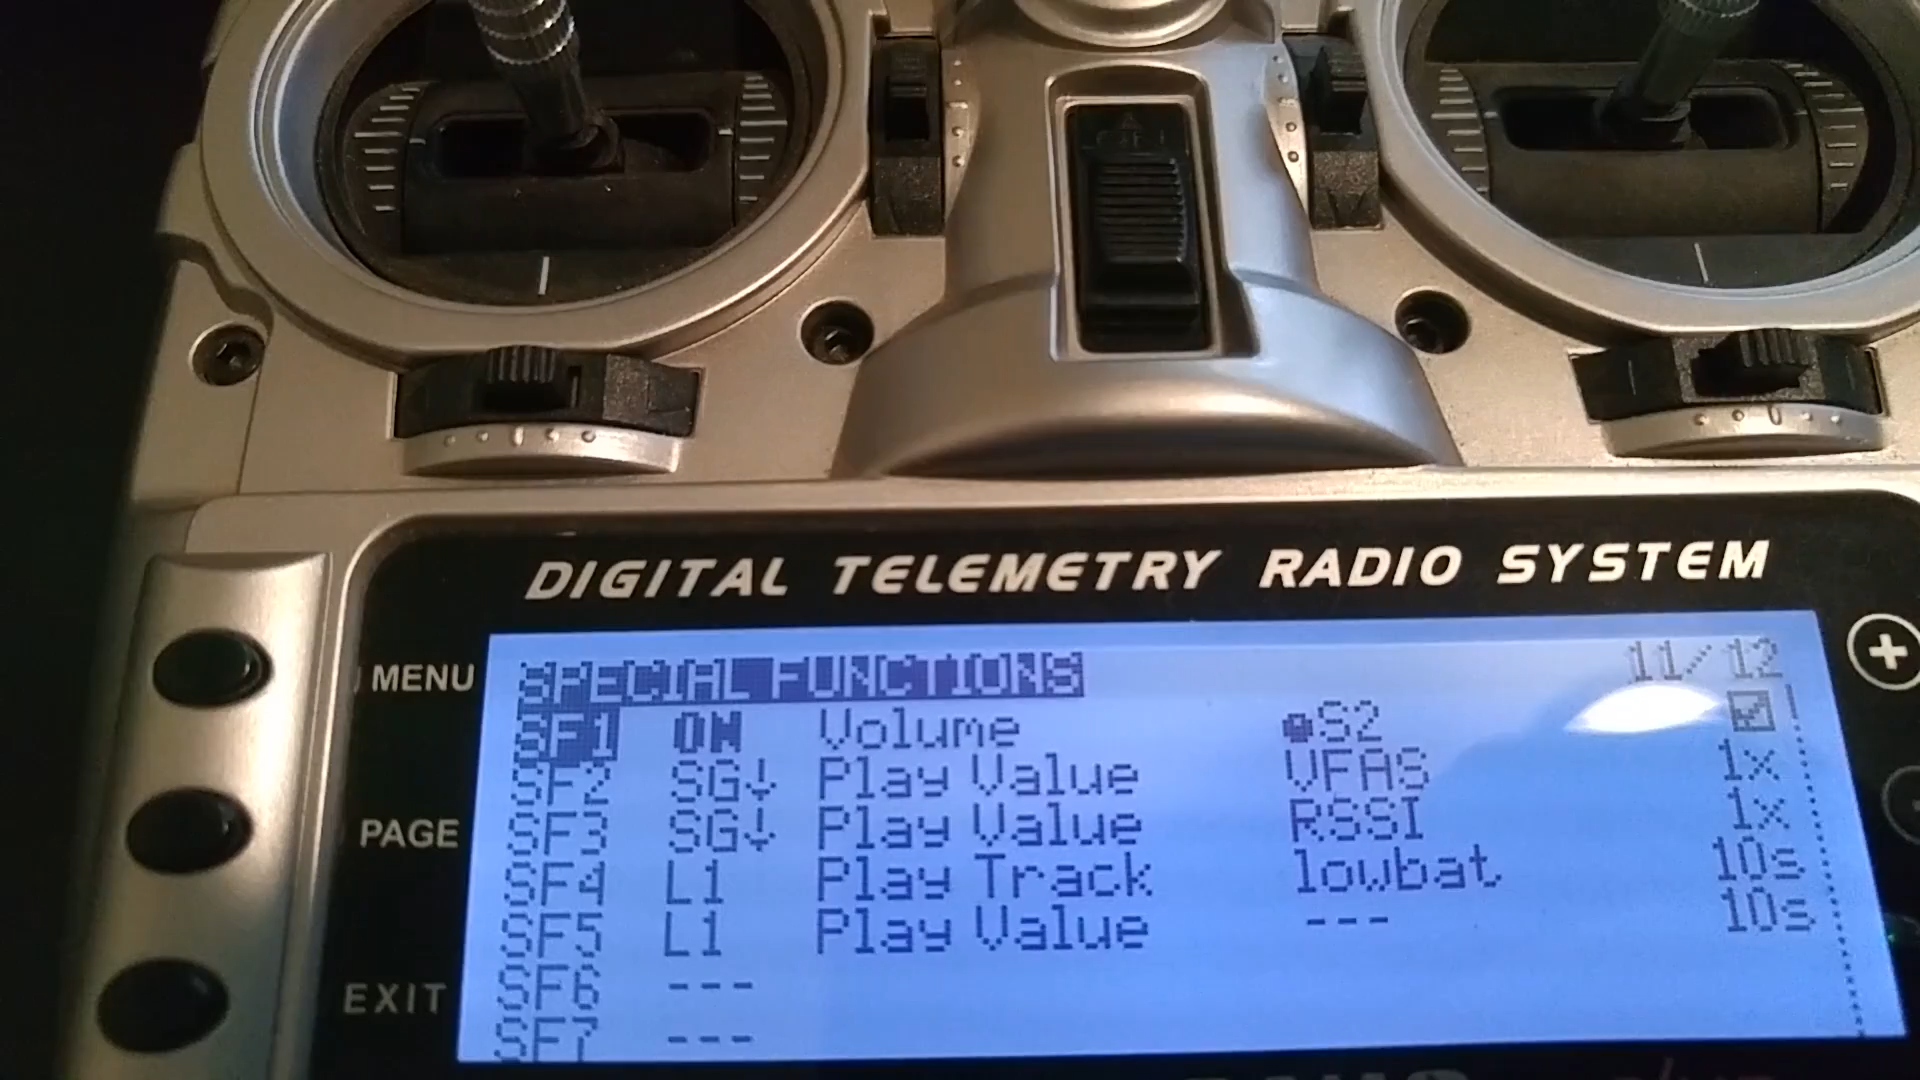 DIGITAL TELEMETRY RADIO SYSTEM
MENU
PAGE
EXIT
SPECIAL FUNCTIONS 11/12
SF1 ON Volume S2
SF2 SG↓ Play Value VFAS 1x
SF3 SG↓ Play Value RSSI 1x
SF4 L1 Play Track lowbat 10s
SF5 L1 Play Value --- 10s
SF6 ---
SF7 ---
+